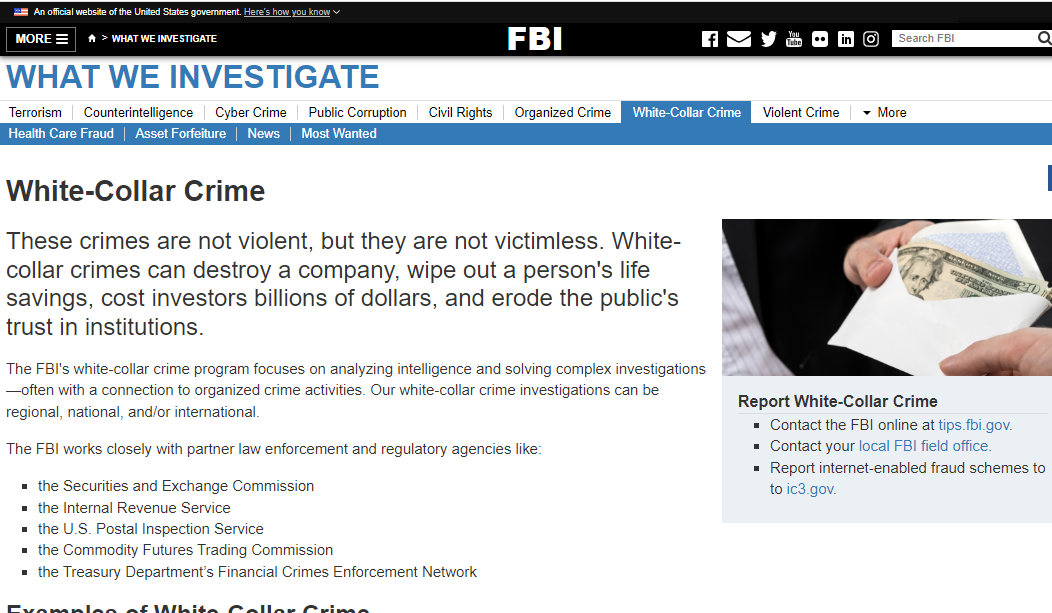 An official website of the United States government. Here's how you know
MORE > WHAT WE INVESTIGATE FBI You Tube in Search FBI
WHAT WE INVESTIGATE
Terrorism Counterintelligence Cyber Crime Public Corruption Civil Rights Organized Crime White-Collar Crime Violent Crime More
Health Care Fraud Asset Forfeiture News Most Wanted
White-Collar Crime
These crimes are not violent, but they are not victimless. White-
collar crimes can destroy a company, wipe out a person's life
savings, cost investors billions of dollars, and erode the public's
trust in institutions.
The FBI's white-collar crime program focuses on analyzing intelligence and solving complex investigations
—often with a connection to organized crime activities. Our white-collar crime investigations can be
regional, national, and/or international.
The FBI works closely with partner law enforcement and regulatory agencies like:
the Securities and Exchange Commission
the Internal Revenue Service
the U.S. Postal Inspection Service
the Commodity Futures Trading Commission
the Treasury Department’s Financial Crimes Enforcement Network
Report White-Collar Crime
Contact the FBI online at tips.fbi.gov.
Contact your local FBI field office.
Report internet-enabled fraud schemes to
to ic3.gov.
Examples of White-Collar Crime